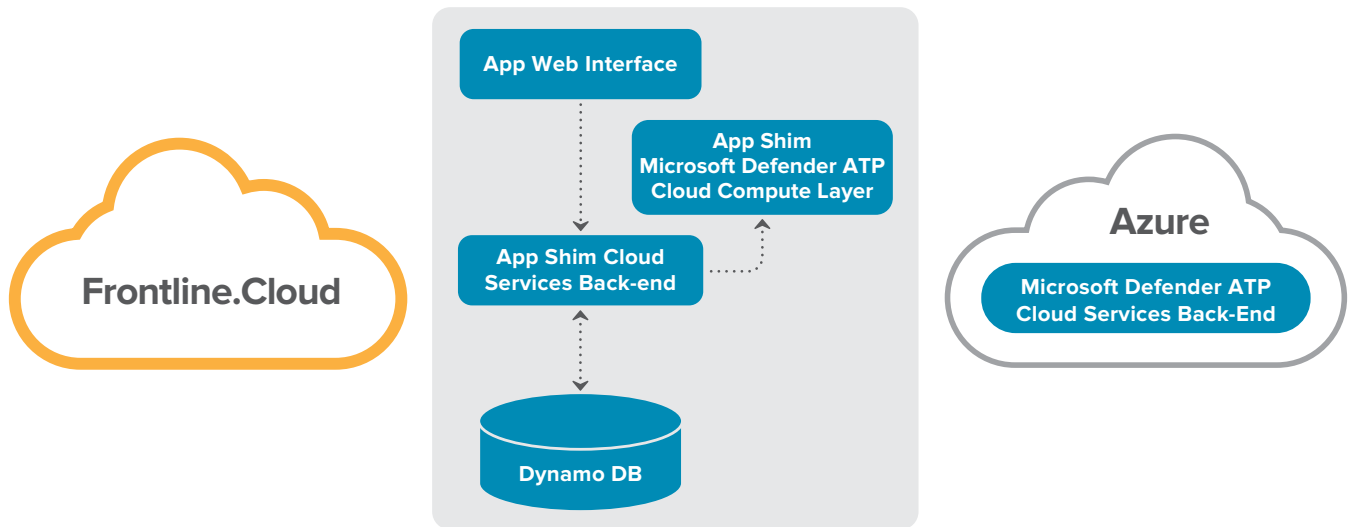 Frontline.Cloud
App Web Interface
App Shim
Microsoft Defender ATP
Cloud Compute Layer
App Shim Cloud
Services Back-end
Dynamo DB
Azure
Microsoft Defender ATP
Cloud Services Back-End